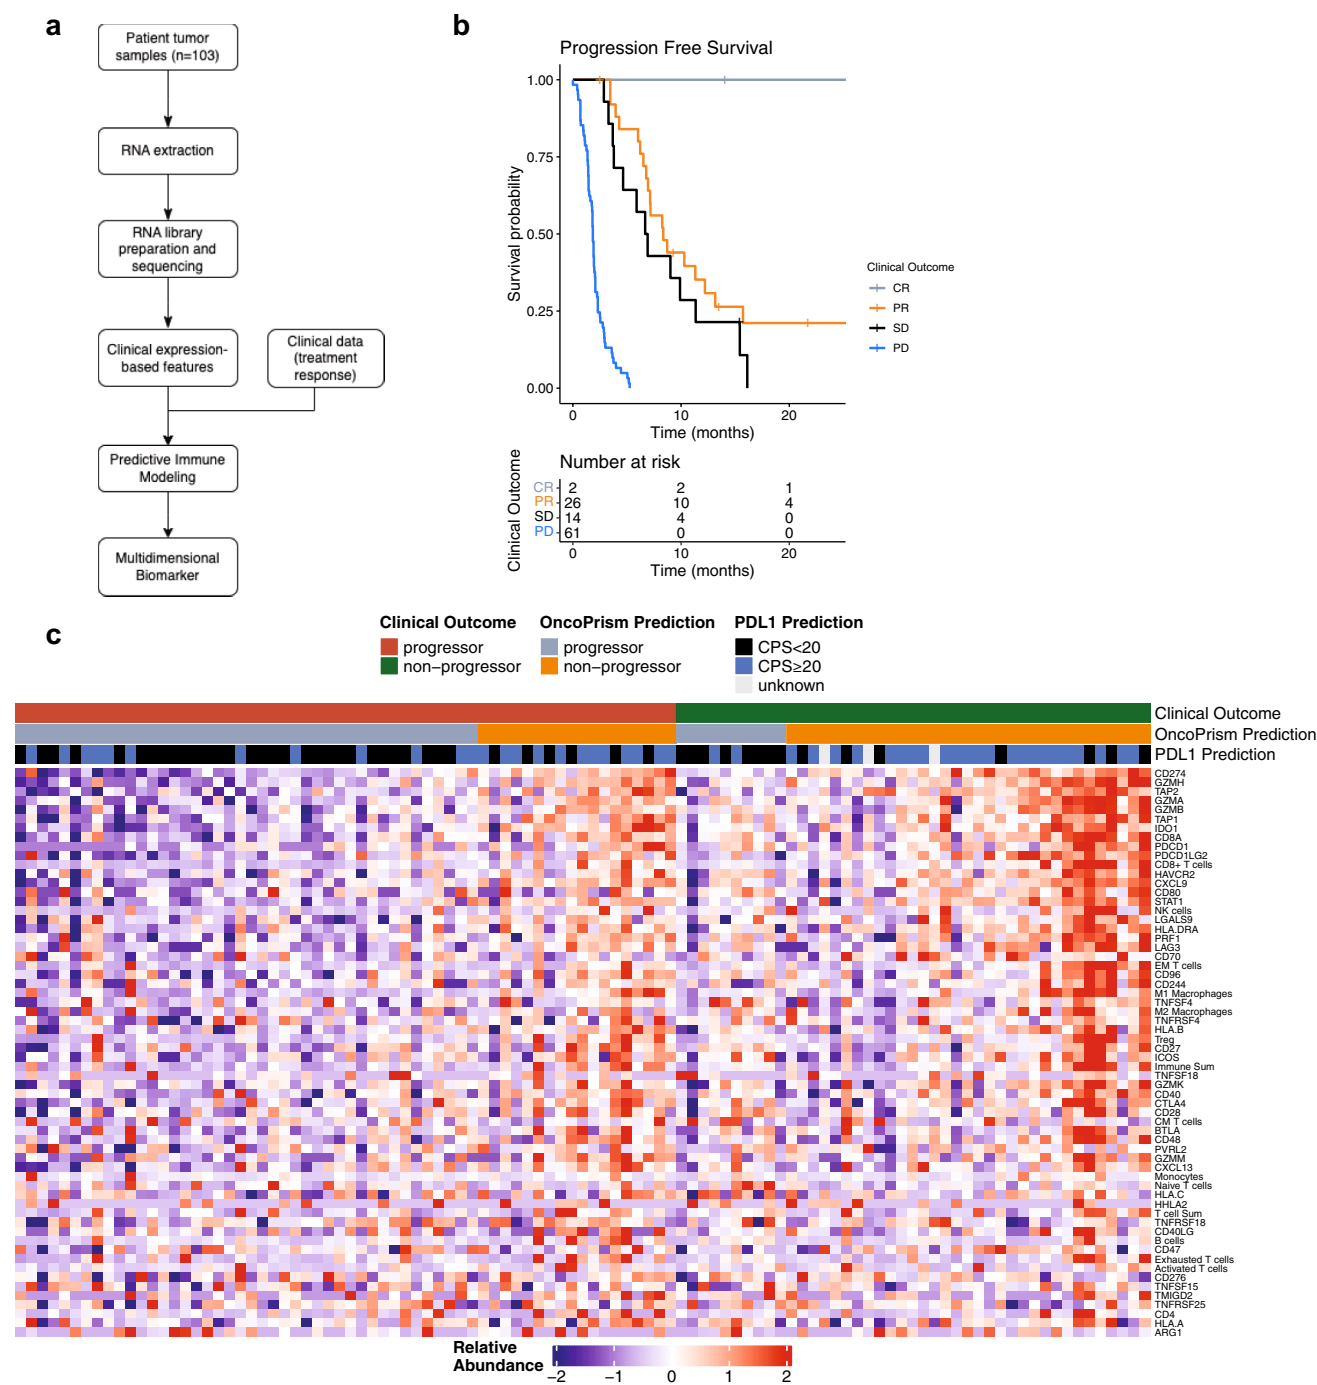 a
Patient tumor
samples (n=103)
RNA extraction
RNA library
preparation and
sequencing
Clinical expression-
based features
Clinical data
(treatment
response)
Predictive Immune
Modeling
Multidimensional
Biomarker
b
Progression Free Survival
Survival probability
1.00
0.75
0.50
0.25
0.00
0 10 20
Time (months)
Clinical Outcome
CR
PR
SD
PD
Number at risk
Clinical Outcome
CR 2 2 1
PR 26 10 4
SD 14 4 0
PD 61 0 0
0 10 20
Time (months)
c
Clinical Outcome
progressor
non−progressor
OncoPrism Prediction
progressor
non−progressor
PDL1 Prediction
CPS<20
CPS≥20
unknown
Clinical Outcome
OncoPrism Prediction
PDL1 Prediction
CD274
GZMH
TAP2
GZMA
GZMB
TAP1
IDO1
CD8A
PDCD1
PDCD1LG2
CD8+ T cells
HAVCR2
CXCL9
CD80
STAT1
NK cells
LGALS9
HLA.DRA
PRF1
LAG3
CD70
EM T cells
CD96
CD244
M1 Macrophages
TNFSF4
M2 Macrophages
TNFRSF4
HLA.B
Treg
CD27
ICOS
Immune Sum
TNFSF18
GZMK
CD40
CTLA4
CD28
CM T cells
BTLA
CD48
PVRL2
GZMM
CXCL13
Monocytes
Naive T cells
HLA.C
HHLA2
T cell Sum
TNFRSF18
CD40LG
B cells
CD47
Exhausted T cells
Activated T cells
CD276
TNFSF15
TMIGD2
TNFRSF25
CD4
HLA.A
ARG1
Relative
Abundance
−2 −1 0 1 2